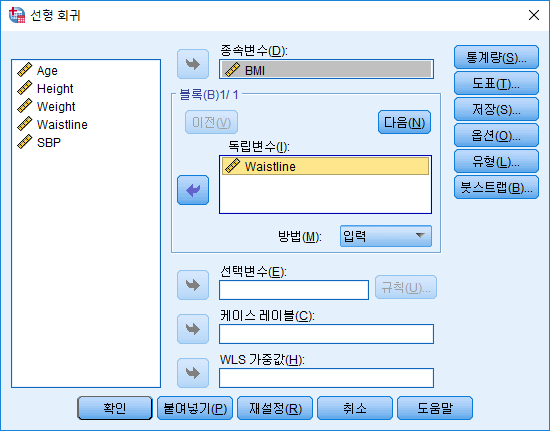 선형 회귀
Age
Height
Weight
Waistline
SBP
종속변수(D):
BMI
블록(B)1/ 1
이전(V)
다음(N)
독립변수(I):
Waistline
방법(M):
입력
선택변수(E):
규칙(U)...
케이스 레이블(C):
WLS 가중값(H):
통계량(S)...
도표(T)...
저장(S)...
옵션(O)...
유형(L)...
붓스트랩(B)...
확인
붙여넣기(P)
재설정(R)
취소
도움말